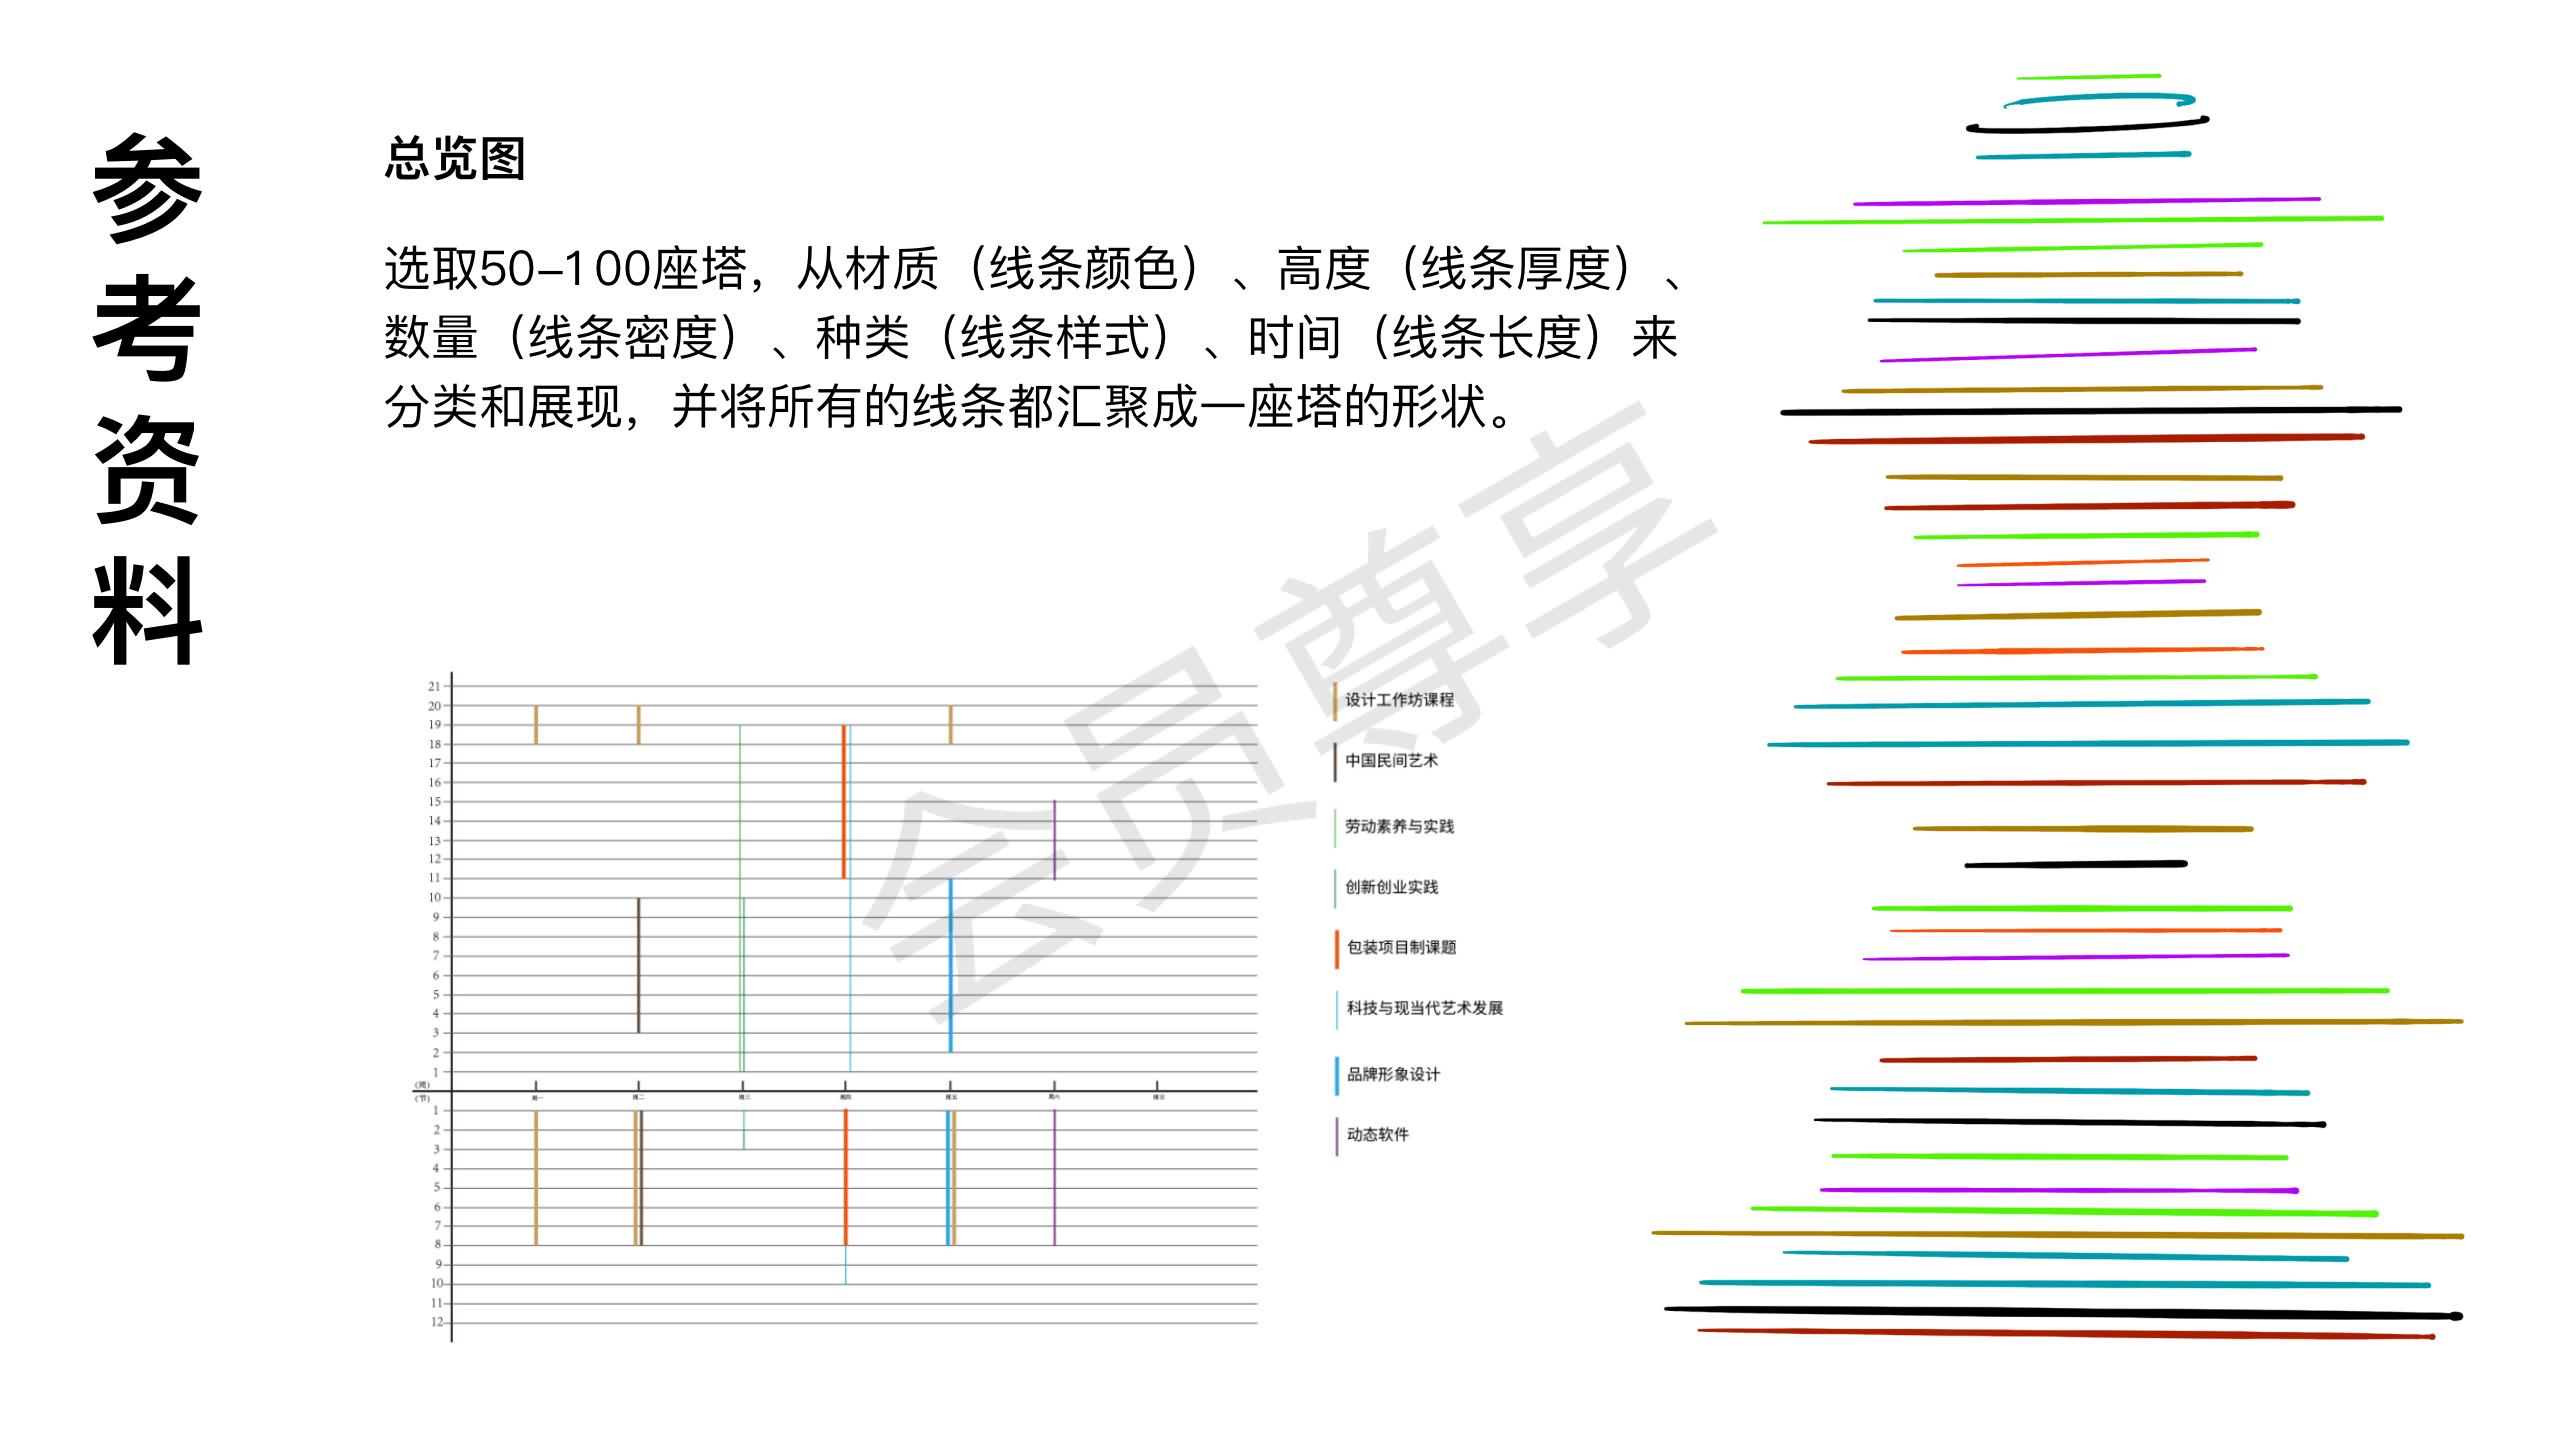 参考资料
总览图
选取50–100座塔，从材质（线条颜色）、高度（线条厚度）、
数量（线条密度）、种类（线条样式）、时间（线条长度）来
分类和展现，并将所有的线条都汇聚成一座塔的形状。
会员尊享
21
20
19
18
17
16
15
14
13
12
11
10
9
8
7
6
5
4
3
2
1
(周)
(节)
周一 周二 周三 周四 周五 周六 周日
1
2
3
4
5
6
7
8
9
10
11
12
设计工作坊课程
中国民间艺术
劳动素养与实践
创新创业实践
包装项目制课题
科技与现当代艺术发展
品牌形象设计
动态软件